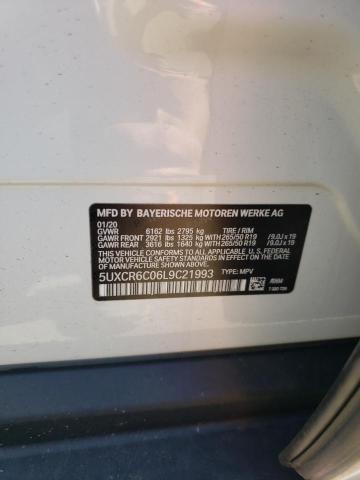 MFD BY BAYERISCHE MOTOREN WERKE AG
01/20
GVWR 6162 lbs 2795 kg TIRE / RIM
GAWR FRONT 2921 lbs 1325 kg WITH 265/50 R19 /9.0J x 19
GAWR REAR 3616 lbs 1640 kg WITH 265/50 R19 /9.0J x 19
THIS VEHICLE CONFORMS TO ALL APPLICABLE U. S. FEDERAL
MOTOR VEHICLE SAFETY STANDARDS IN EFFECT ON THE
DATE OF MANUFACTURE SHOWN ABOVE.
5UXCR6C06L9C21993 TYPE: MPV